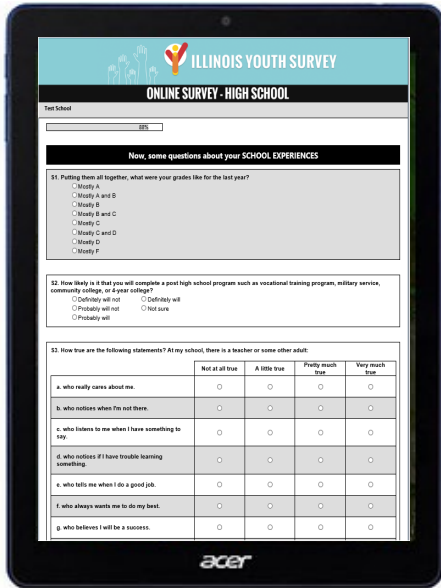 ILLINOIS YOUTH SURVEY
ONLINE SURVEY - HIGH SCHOOL
Test School
88%
Now, some questions about your SCHOOL EXPERIENCES
S1. Putting them all together, what were your grades like for the last year?
Mostly A
Mostly A and B
Mostly B
Mostly B and C
Mostly C
Mostly C and D
Mostly D
Mostly F
S2. How likely is it that you will complete a post high school program such as vocational training program, military service,
community college, or 4-year college?
Definitely will not Definitely will
Probably will not Not sure
Probably will
S3. How true are the following statements? At my school, there is a teacher or some other adult:
Not at all true A little true Pretty much true Very much true
a. who really cares about me.
b. who notices when I'm not there.
c. who listens to me when I have something to
say.
d. who notices if I have trouble learning
something.
e. who tells me when I do a good job.
f. who always wants me to do my best.
g. who believes I will be a success.
acer